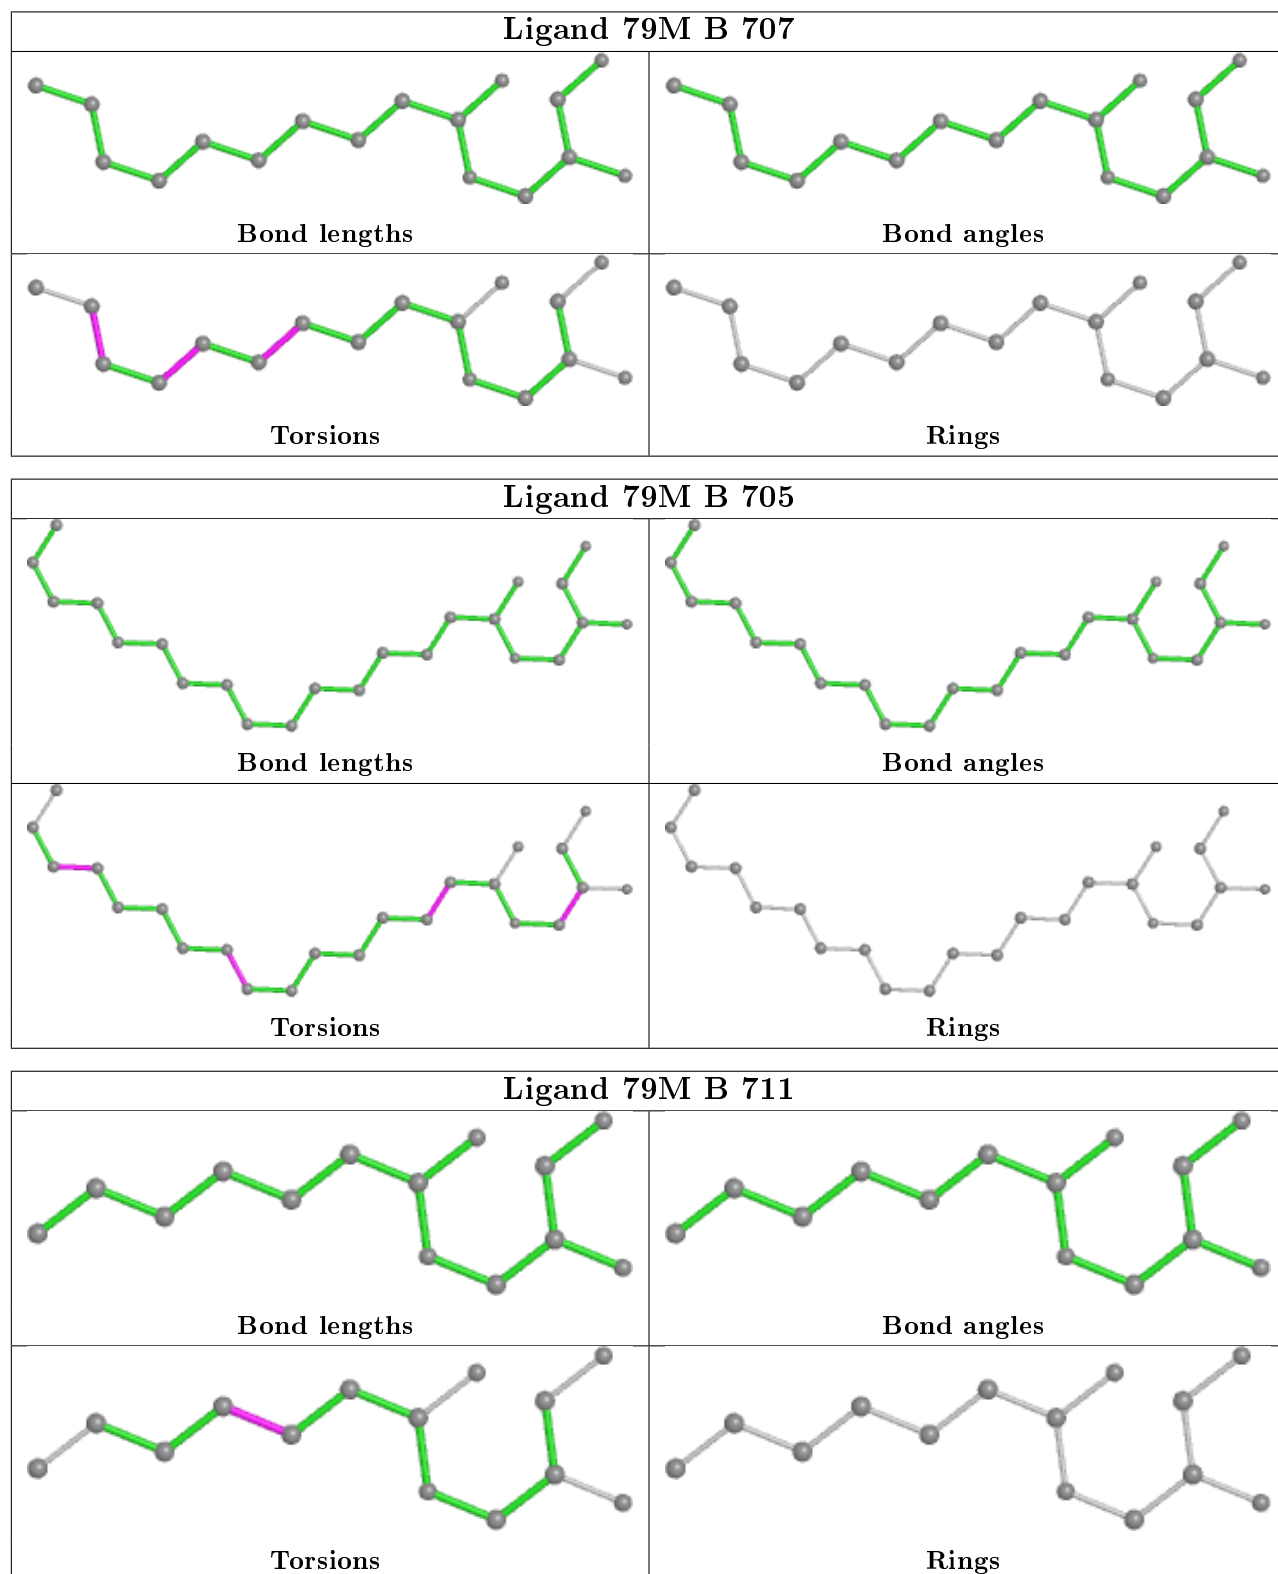 Ligand 79M B 707
Bond lengths
Bond angles
Torsions
Rings
Ligand 79M B 705
Bond lengths
Bond angles
Torsions
Rings
Ligand 79M B 711
Bond lengths
Bond angles
Torsions
Rings